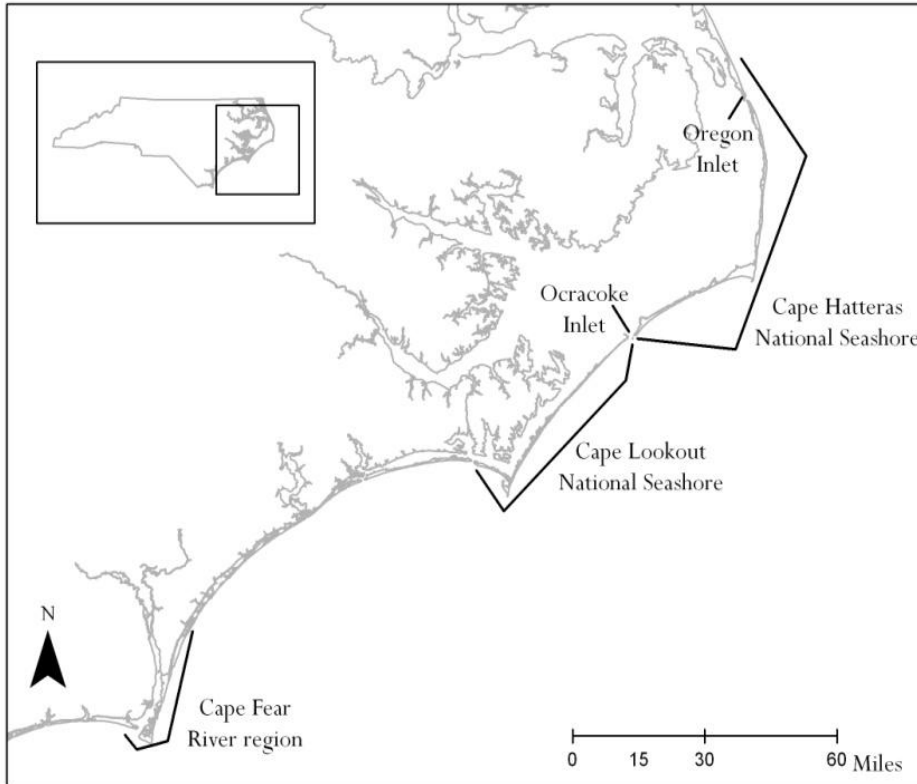 Oregon
Inlet
Ocracoke
Inlet
Cape Hatteras
National Seashore
Cape Lookout
National Seashore
N
Cape Fear
River region
0 15 30 60 Miles